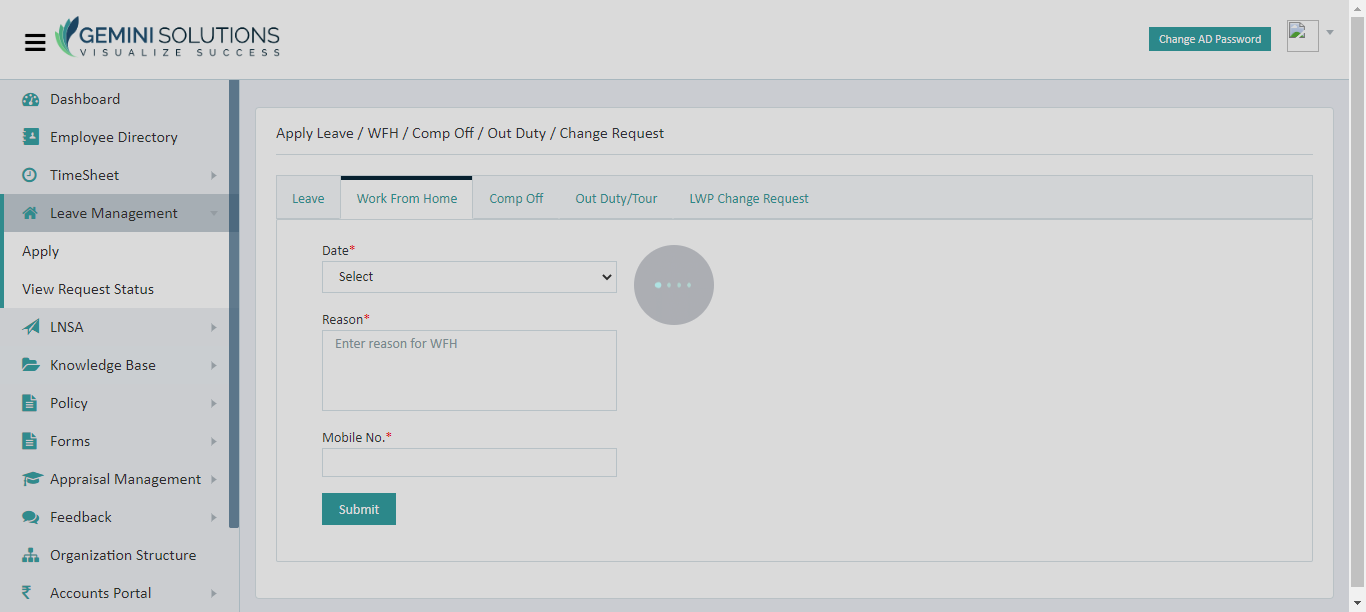 GEMINI SOLUTIONS
VISUALIZE SUCCESS
Change AD Password
Dashboard
Employee Directory
TimeSheet
Leave Management
Apply
View Request Status
LNSA
Knowledge Base
Policy
Forms
Appraisal Management
Feedback
Organization Structure
Accounts Portal
Apply Leave / WFH / Comp Off / Out Duty / Change Request
Leave Work From Home Comp Off Out Duty/Tour LWP Change Request
Date*
Select
Reason*
Enter reason for WFH
Mobile No.*
Submit